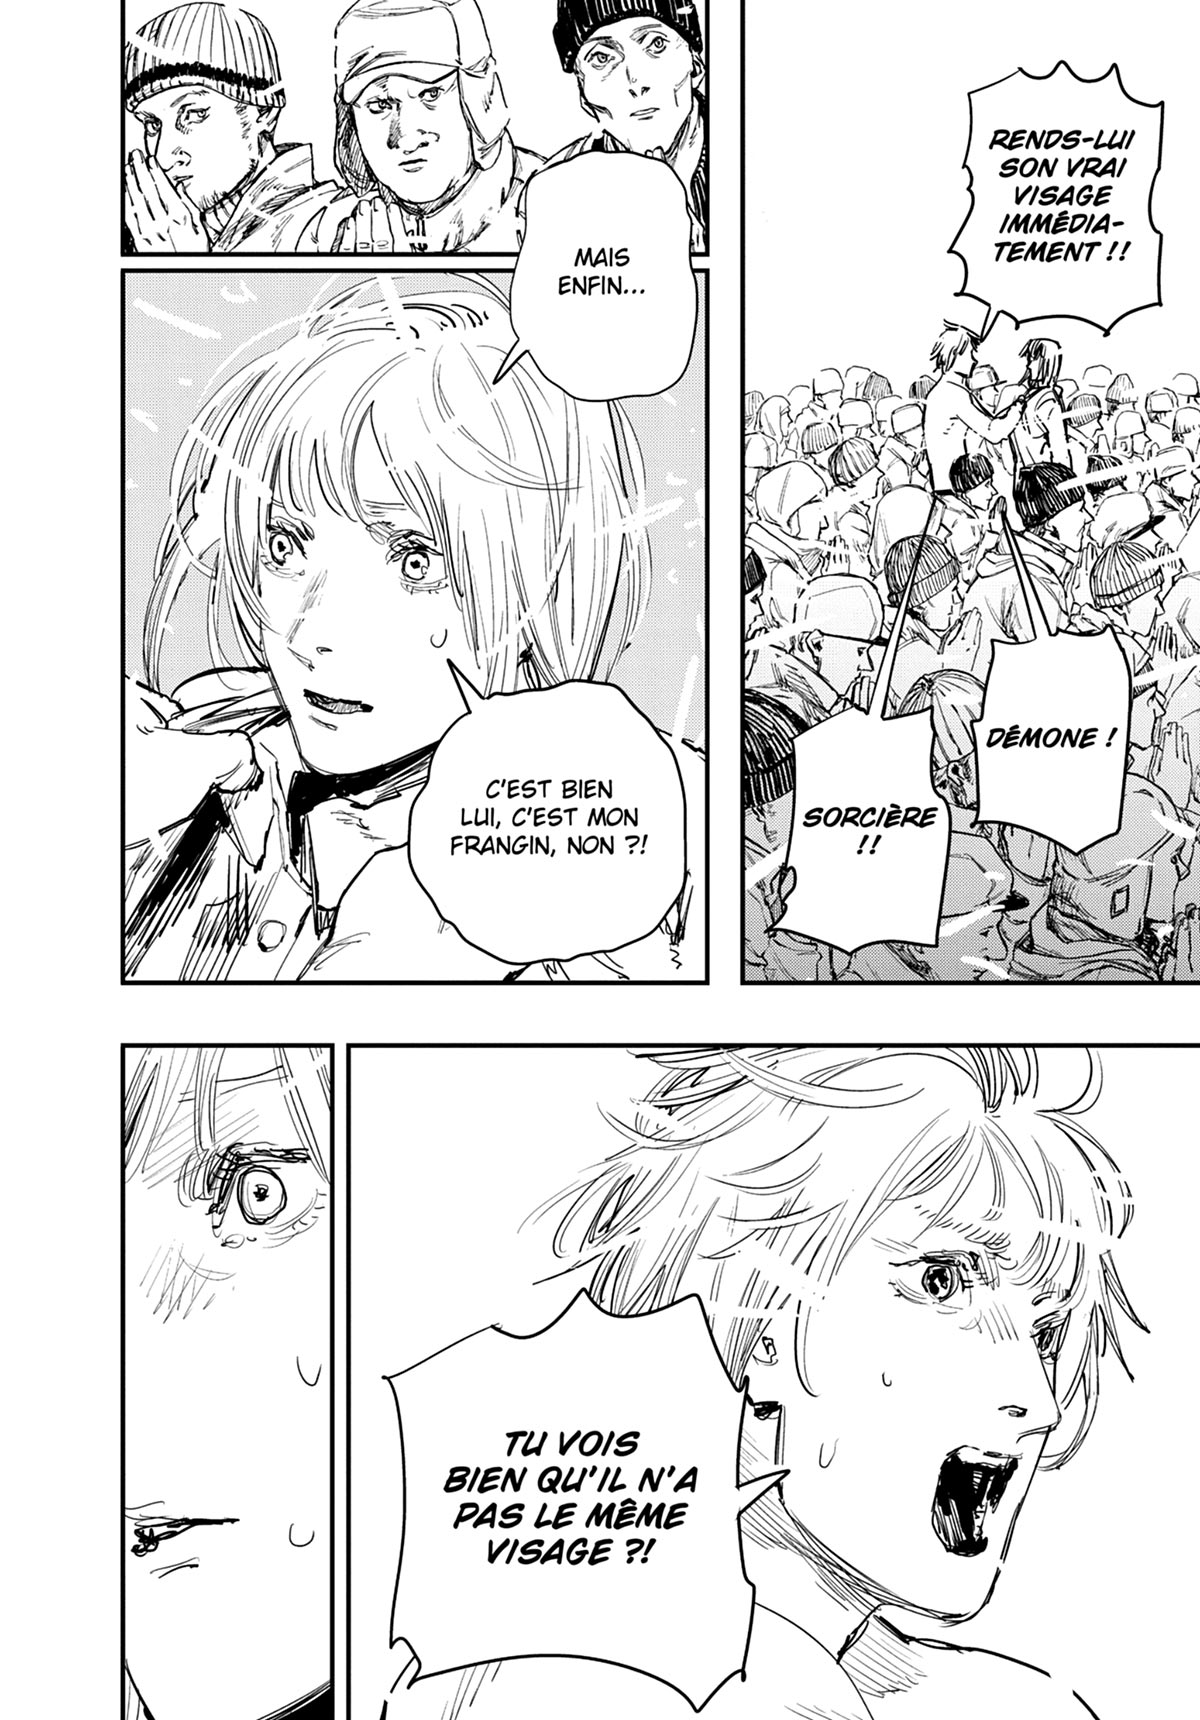 RENDS-LUI
SON VRAI
VISAGE
IMMÉDIA-
TEMENT !!
DÉMONE !
SORCIÈRE
!!
MAIS
ENFIN...
C'EST BIEN
LUI, C'EST MON
FRANGIN, NON ?!
TU VOIS
BIEN QU'IL N'A
PAS LE MÊME
VISAGE ?!